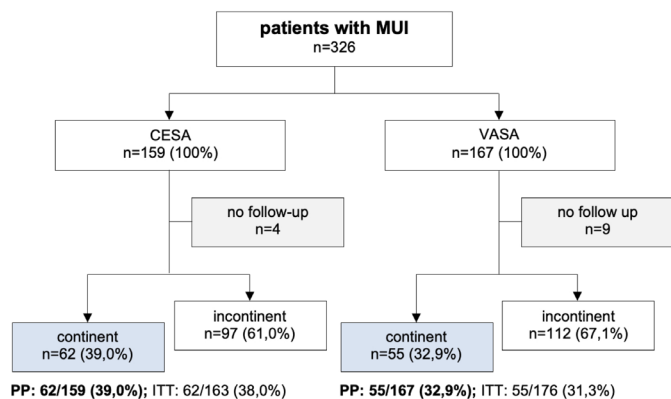 patients with MUI
n=326
CESA
n=159 (100%)
VASA
n=167 (100%)
no follow-up
n=4
no follow up
n=9
continent
n=62 (39,0%)
incontinent
n=97 (61,0%)
continent
n=55 (32,9%)
incontinent
n=112 (67,1%)
PP: 62/159 (39,0%); ITT: 62/163 (38,0%)
PP: 55/167 (32,9%); ITT: 55/176 (31,3%)